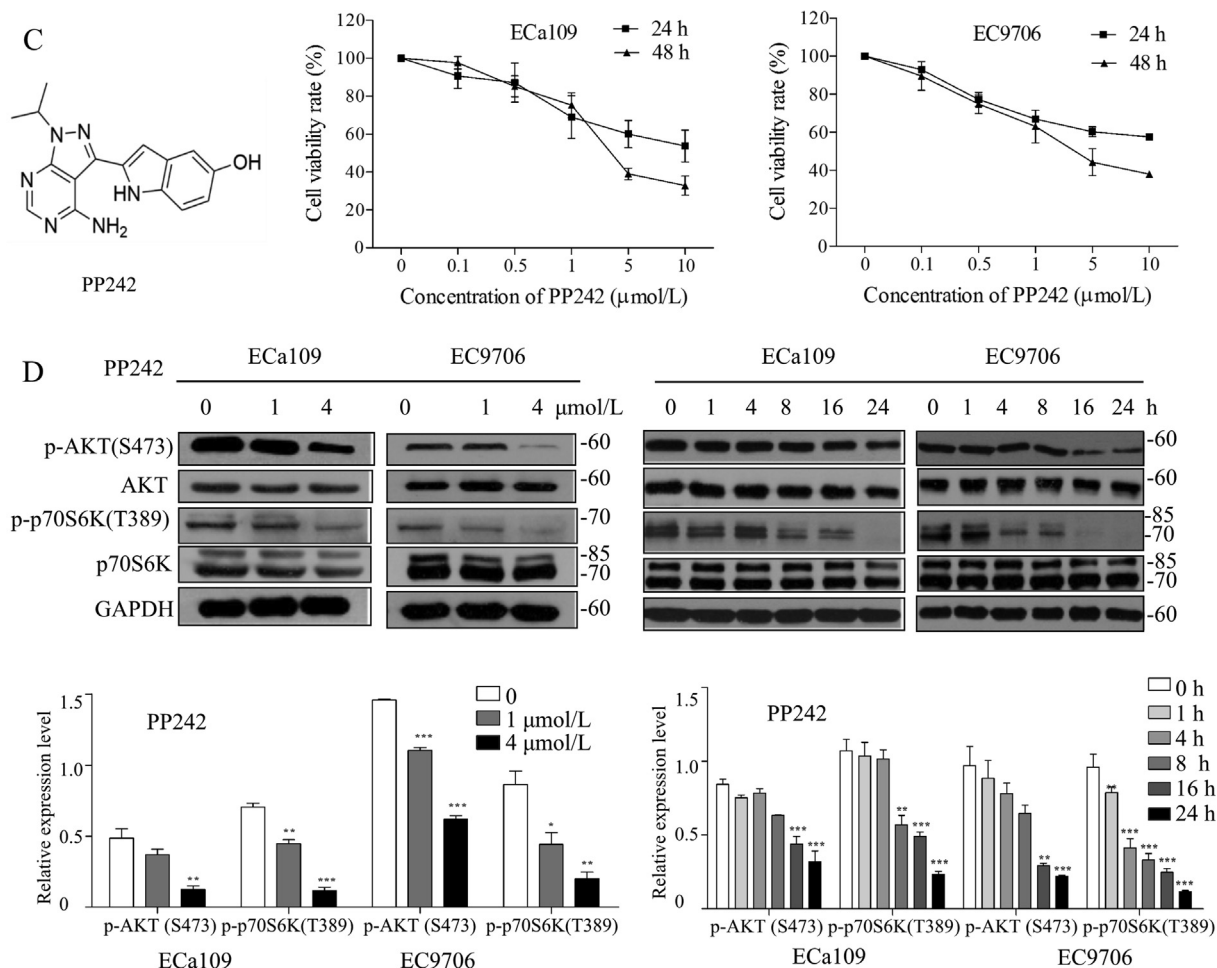 C
N
N
N
N
N
HN
NH2
OH
PP242
ECa109
24 h
48 h
Cell viability rate (%)
120
100
80
60
40
20
0
0 0.1 0.5 1 5 10
Concentration of PP242 (μmol/L)
EC9706
24 h
48 h
Cell viability rate (%)
120
100
80
60
40
20
0
0 0.1 0.5 1 5 10
Concentration of PP242 (μmol/L)
D
PP242
ECa109 EC9706
0 1 4 0 1 4 μmol/L
ECa109 EC9706
0 1 4 8 16 24 0 1 4 8 16 24 h
p-AKT(S473) -60 -60
AKT -60 -60
p-p70S6K(T389) -70 -85
-70
p70S6K -85 -85
-70 -70
GAPDH -60 -60
Relative expression level
1.5
1.0
0.5
0
PP242
0
1 μmol/L
4 μmol/L
** ** *** *** *** * **
p-AKT (S473) p-p70S6K(T389) p-AKT (S473) p-p70S6K(T389)
ECa109 EC9706
Relative expression level
1.5
1.0
0.5
0
PP242
0 h
1 h
4 h
8 h
16 h
24 h
*** *** ** *** *** ** *** ** *** *** *** ***
p-AKT (S473) p-p70S6K(T389) p-AKT (S473) p-p70S6K(T389)
ECa109 EC9706